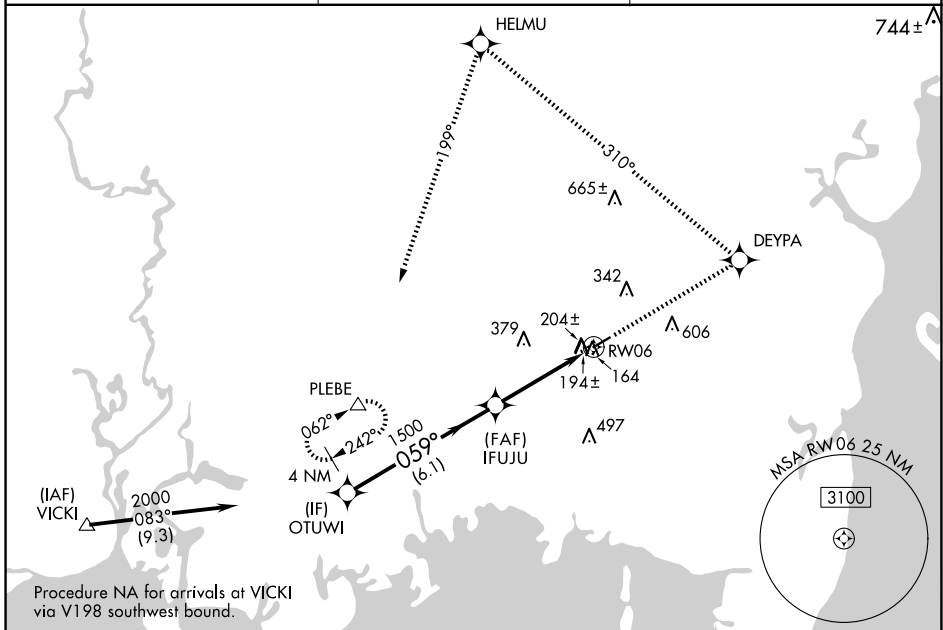 HELMU
744±
199°
310°
665±
DEYPA
342
379
204±
606
RW06
194±
164
PLEBE
062°
242°
1500
059°
(6.1)
(FAF)
IFUJU
497
4 NM
(IF)
OTUWI
(IAF)
VICKI
2000
083°
(9.3)
MSA RW06 25 NM
3100
Procedure NA for arrivals at VICKI
via V198 southwest bound.